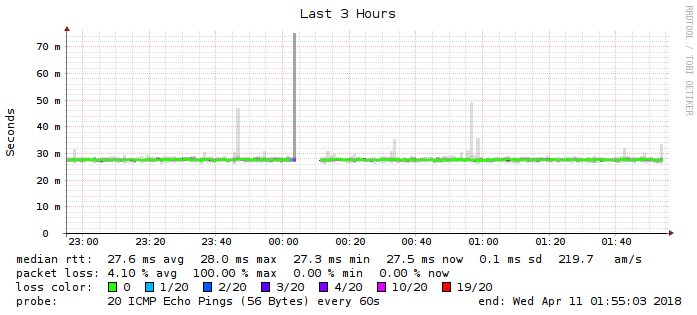 Last 3 Hours
RRDTOOL / TOBI OETIKER
Seconds
70 m
60 m
50 m
40 m
30 m
20 m
10 m
0
23:00 23:20 23:40 00:00 00:20 00:40 01:00 01:20 01:40
median rtt: 27.6 ms avg 28.0 ms max 27.3 ms min 27.5 ms now 0.1 ms sd 219.7 am/s
packet loss: 4.10 % avg 100.00 % max 0.00 % min 0.00 % now
loss color: 0 1/20 2/20 3/20 4/20 10/20 19/20
probe: 20 ICMP Echo Pings (56 Bytes) every 60s end: Wed Apr 11 01:55:03 2018